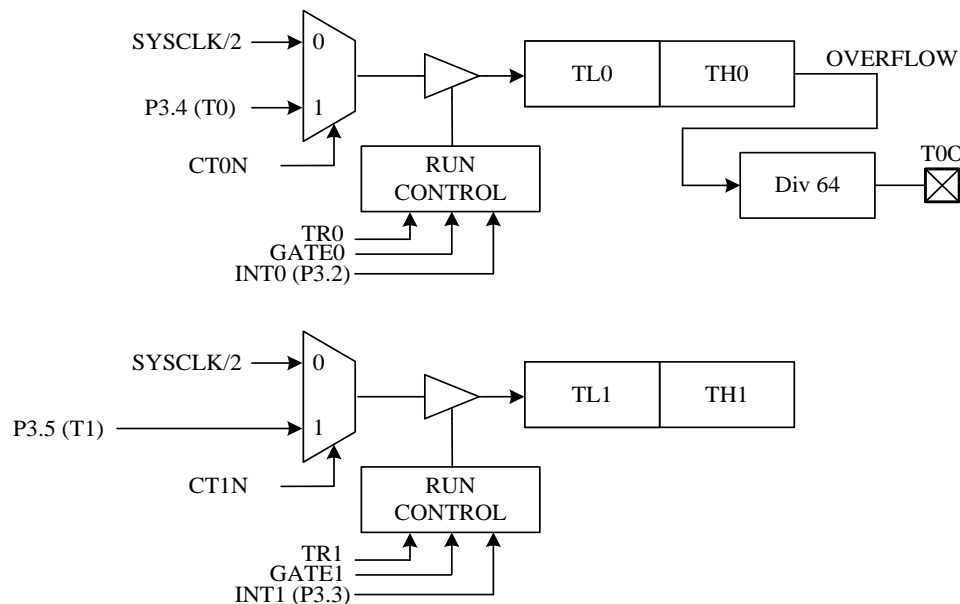 SYSCLK/2
0
TL0
TH0
OVERFLOW
P3.4 (T0)
1
T0O
CT0N
RUN
CONTROL
Div 64
TR0
GATE0
INT0 (P3.2)
SYSCLK/2
0
TL1
TH1
P3.5 (T1)
1
CT1N
RUN
CONTROL
TR1
GATE1
INT1 (P3.3)